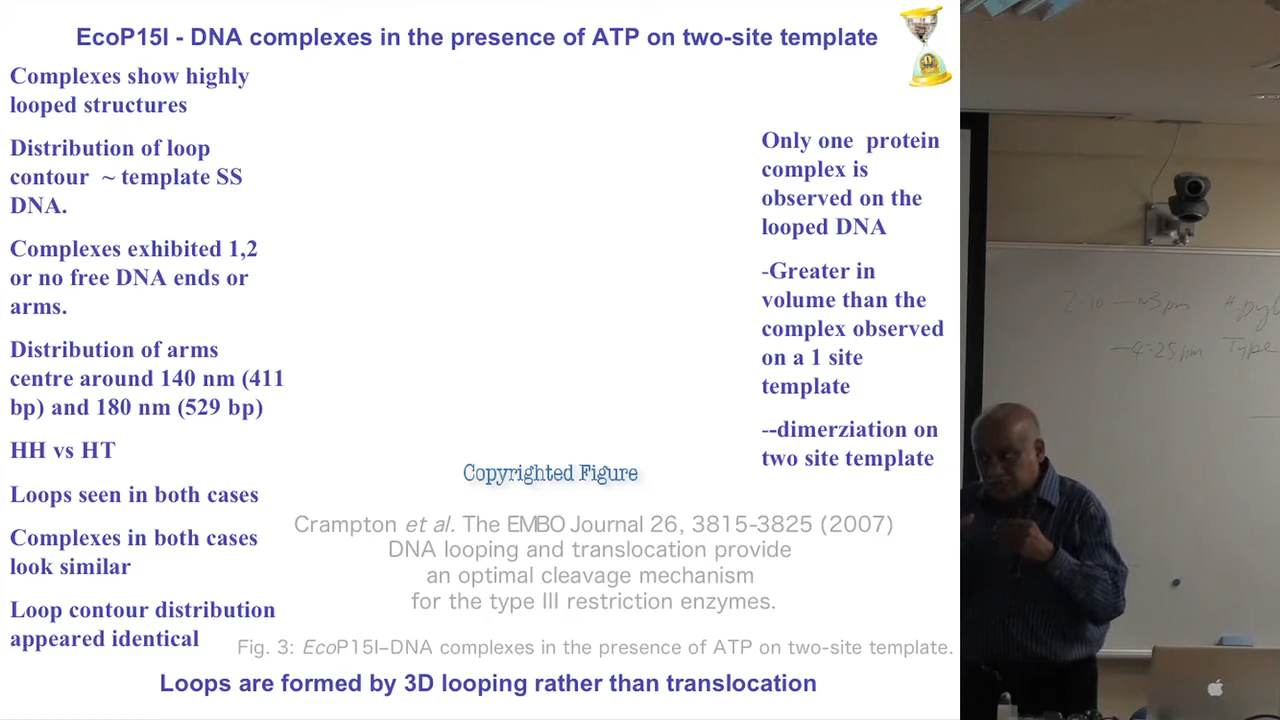 EcoP15I - DNA complexes in the presence of ATP on two-site template
Complexes show highly
looped structures
Distribution of loop
contour ~ template SS
DNA.
Complexes exhibited 1,2
or no free DNA ends or
arms.
Distribution of arms
centre around 140 nm (411
bp) and 180 nm (529 bp)
HH vs HT
Loops seen in both cases
Complexes in both cases
look similar
Loop contour distribution
appeared identical
Only one protein
complex is
observed on the
looped DNA
-Greater in
volume than the
complex observed
on a 1 site
template
--dimerziation on
two site template
Copyrighted Figure
Crampton et al. The EMBO Journal 26, 3815-3825 (2007)
DNA looping and translocation provide
an optimal cleavage mechanism
for the type III restriction enzymes.
Fig. 3: EcoP15I–DNA complexes in the presence of ATP on two-site template.
Loops are formed by 3D looping rather than translocation
Type